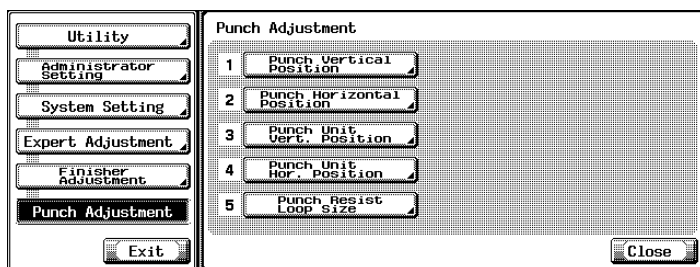 Utility
Administrator
Setting
System Setting
Expert Adjustment
Finisher
Adjustment
Punch Adjustment
Exit
Punch Adjustment
1 Punch Vertical
Position
2 Punch Horizontal
Position
3 Punch Unit
Vert. Position
4 Punch Unit
Hor. Position
5 Punch Resist
Loop Size
Close